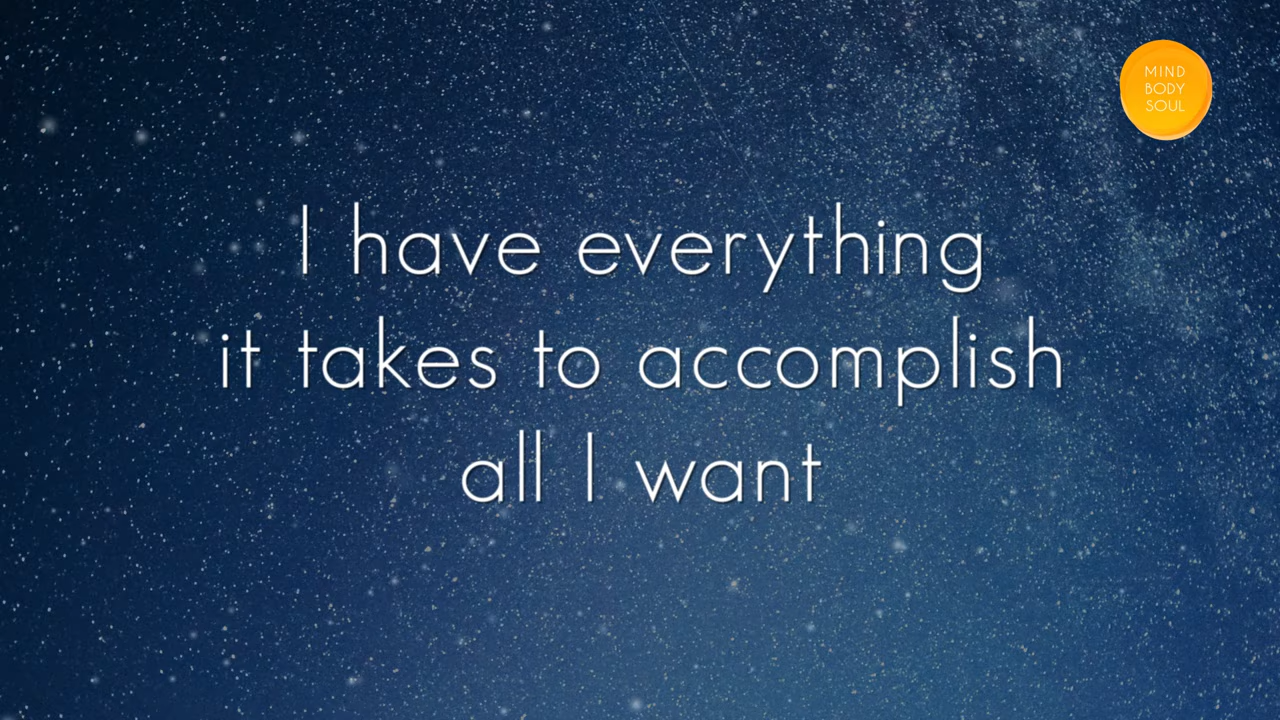 MIND
BODY
SOUL
I have everything
it takes to accomplish
all I want